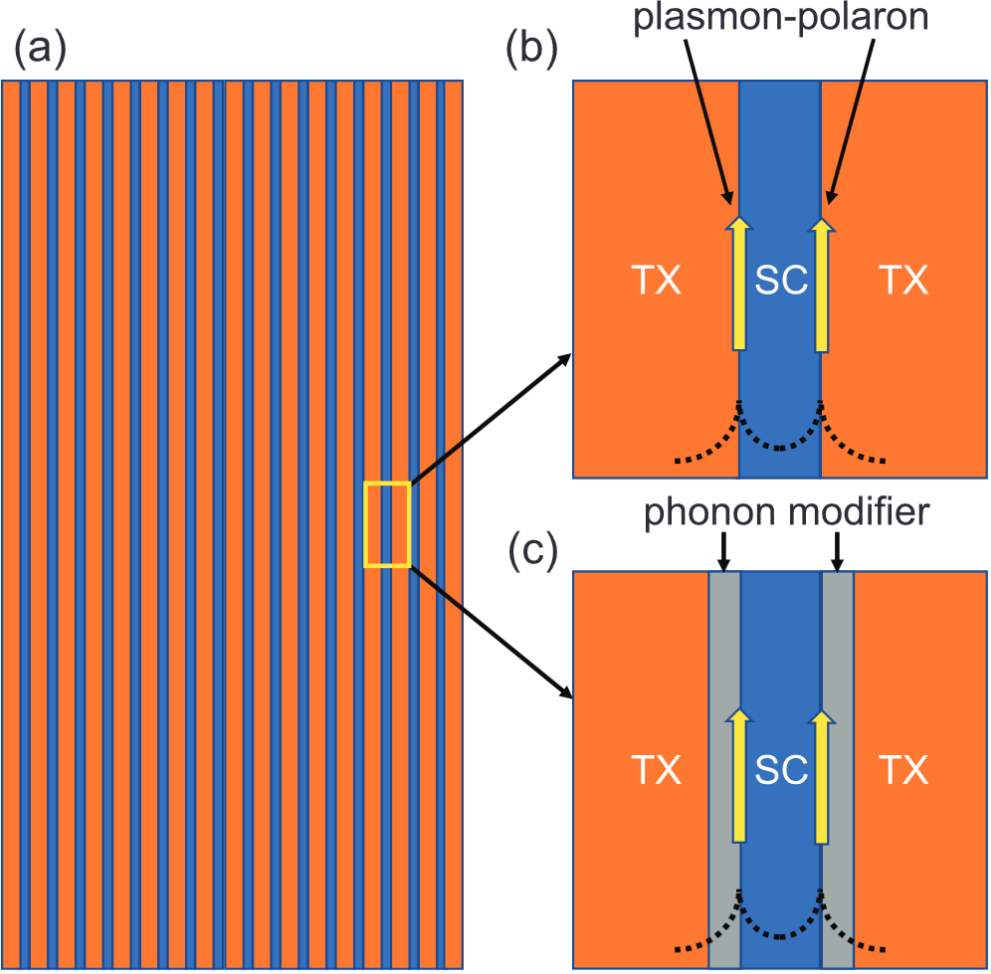 (a)
(b)
plasmon-polaron
TX
SC
TX
phonon modifier
(c)
TX
SC
TX